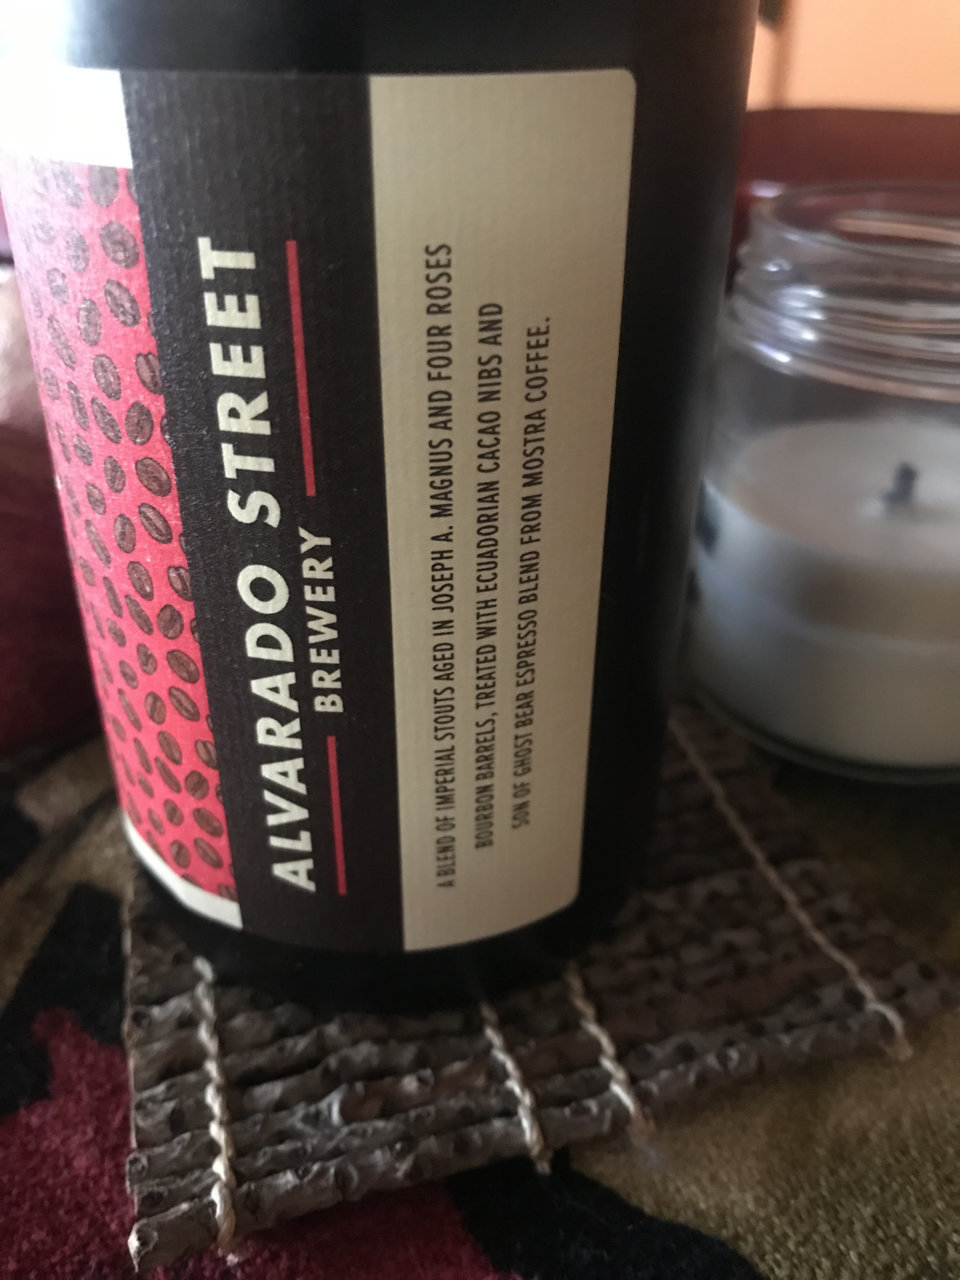 ALVARADO STREET
BREWERY
A BLEND OF IMPERIAL STOUTS AGED IN JOSEPH A. MAGNUS AND FOUR ROSES
BOURBON BARRELS, TREATED WITH ECUADORIAN CACAO NIBS AND
SON OF GHOST BEAR ESPRESSO BLEND FROM MOSTRA COFFEE.